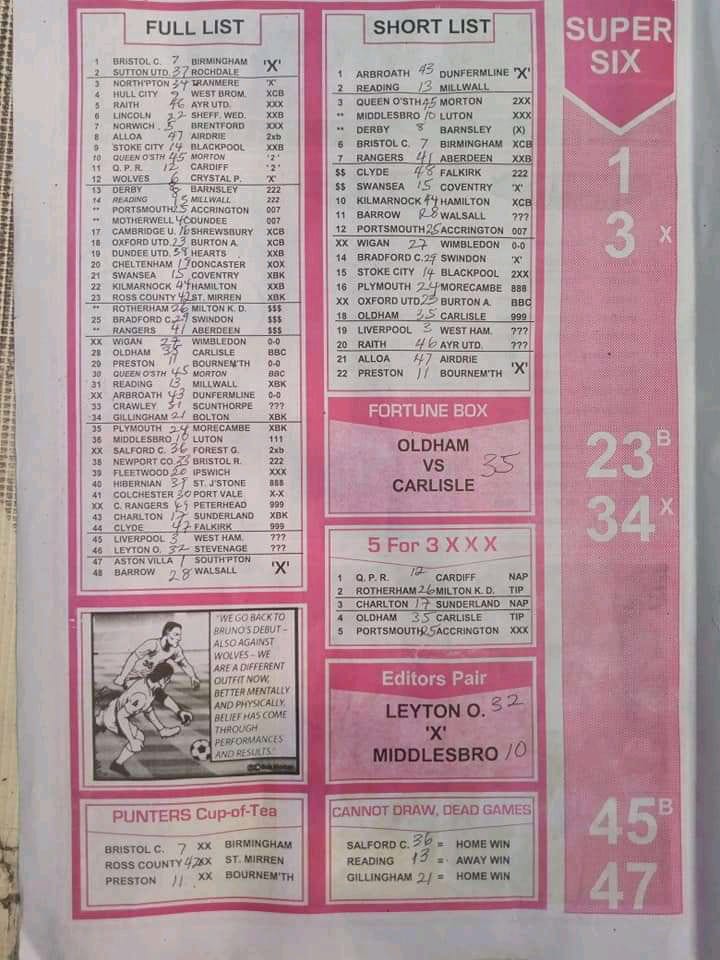 FULL LIST
1 BRISTOL C. 7 BIRMINGHAM 'X'
2 SUTTON UTD. 37 ROCHDALE
3 NORTH'PTON 34 TRANMERE 'X'
4 HULL CITY 9 WEST BROM. XCB
5 RAITH 46 AYR UTD. XXX
6 LINCOLN 22 SHEFF. WED. XXB
7 NORWICH 5 BRENTFORD XXX
8 ALLOA 47 AIRDRIE 2xb
9 STOKE CITY 14 BLACKPOOL XXB
10 QUEEN O'STH 45 MORTON '2'
11 Q. P. R. 12 CARDIFF '2'
12 WOLVES 6 CRYSTAL P. 'X'
13 DERBY 8 BARNSLEY 222
14 READING MILLWALL 222
** PORTSMOUTH 25 ACCRINGTON 007
** MOTHERWELL 40 DUNDEE 007
17 CAMBRIDGE U. 16 SHREWSBURY XCB
18 OXFORD UTD. 23 BURTON A. XCB
19 DUNDEE UTD. 38 HEARTS XXB
20 CHELTENHAM DONCASTER XOX
21 SWANSEA 15 COVENTRY XBK
22 KILMARNOCK 44 HAMILTON XXB
23 ROSS COUNTY 42 ST. MIRREN XBK
** ROTHERHAM 26 MILTON K. D. $$$
25 BRADFORD C. 29 SWINDON $$$
** RANGERS 41 ABERDEEN $$$
XX WIGAN 27 WIMBLEDON 0-0
28 OLDHAM 35 CARLISLE BBC
29 PRESTON 11 BOURNEM'TH 0-0
30 QUEEN O'STH 45 MORTON BBC
31 READING 13 MILLWALL XBK
XX ARBROATH 43 DUNFERMLINE 0-0
33 CRAWLEY 31 SCUNTHORPE ???
34 GILLINGHAM 21 BOLTON XBK
35 PLYMOUTH 24 MORECAMBE XBK
36 MIDDLESBRO 10 LUTON 111
XX SALFORD C. 36 FOREST G. 2xb
38 NEWPORT CO. 33 BRISTOL R. 222
39 FLEETWOOD 20 IPSWICH XXX
40 HIBERNIAN 39 ST. J'STONE 888
41 COLCHESTER 30 PORT VALE X-X
XX C. RANGERS 49 PETERHEAD 999
43 CHARLTON 17 SUNDERLAND XBK
44 CLYDE FALKIRK 999
45 LIVERPOOL 3 WEST HAM. ???
46 LEYTON O. 32 STEVENAGE ???
47 ASTON VILLA 1 SOUTH'PTON 'X'
48 BARROW 28 WALSALL
"WE GO BACK TO
BRUNO'S DEBUT –
ALSO AGAINST
WOLVES – WE
ARE A DIFFERENT
OUTFIT NOW,
BETTER MENTALLY
AND PHYSICALLY.
BELIEF HAS COME
THROUGH
PERFORMANCES
AND RESULTS."
PUNTERS Cup-of-Tea
BRISTOL C. 7 XX BIRMINGHAM
ROSS COUNTY 42 XX ST. MIRREN
PRESTON 11 XX BOURNEM'TH
SHORT LIST
1 ARBROATH 43 DUNFERMLINE 'X'
2 READING 13 MILLWALL
3 QUEEN O'STH 45 MORTON 2XX
** MIDDLESBRO 10 LUTON XXX
** DERBY 8 BARNSLEY (X)
6 BRISTOL C. 7 BIRMINGHAM XCB
7 RANGERS 41 ABERDEEN XXB
$$ CLYDE 48 FALKIRK 222
$$ SWANSEA 15 COVENTRY 'X'
10 KILMARNOCK 44 HAMILTON XCB
11 BARROW 28 WALSALL ???
12 PORTSMOUTH 25 ACCRINGTON 007
XX WIGAN 27 WIMBLEDON 0-0
14 BRADFORD C. 29 SWINDON 'X'
15 STOKE CITY 14 BLACKPOOL 2XX
16 PLYMOUTH 24 MORECAMBE 888
XX OXFORD UTD 23 BURTON A. BBC
18 OLDHAM 35 CARLISLE 999
19 LIVERPOOL 3 WEST HAM. ???
20 RAITH 46 AYR UTD. ???
21 ALLOA 47 AIRDRIE 'X'
22 PRESTON 11 BOURNEM'TH
FORTUNE BOX
OLDHAM
VS 35
CARLISLE
5 For 3 X X X
1 Q. P. R. 12 CARDIFF NAP
2 ROTHERHAM 26 MILTON K. D. TIP
3 CHARLTON 17 SUNDERLAND NAP
4 OLDHAM 35 CARLISLE TIP
5 PORTSMOUTH 25 ACCRINGTON XXX
Editors Pair
LEYTON O. 32
'X'
MIDDLESBRO 10
CANNOT DRAW, DEAD GAMES
SALFORD C. 36 = HOME WIN
READING 13 = AWAY WIN
GILLINGHAM 21 = HOME WIN
SUPER
SIX
1
3 X
23 B
34 X
45 B
47